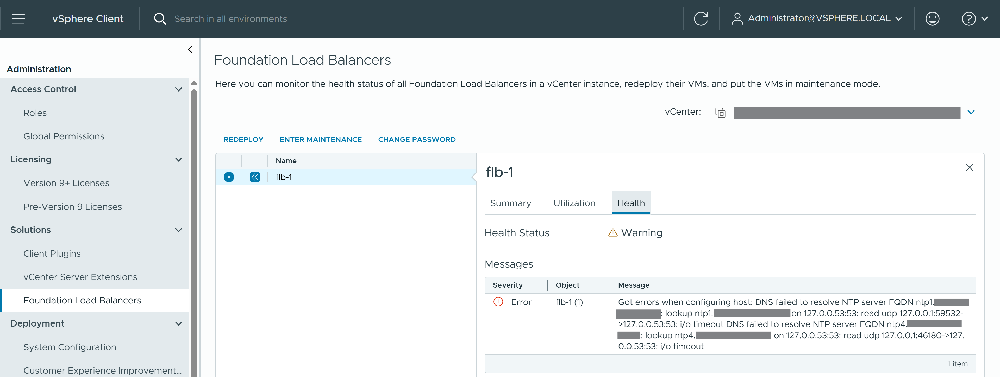 vSphere Client
Search in all environments
Administrator@VSPHERE.LOCAL
Administration
Access Control
Roles
Global Permissions
Licensing
Version 9+ Licenses
Pre-Version 9 Licenses
Solutions
Client Plugins
vCenter Server Extensions
Foundation Load Balancers
Deployment
System Configuration
Customer Experience Improvement...
Foundation Load Balancers
Here you can monitor the health status of all Foundation Load Balancers in a vCenter instance, redeploy their VMs, and put the VMs in maintenance mode.
vCenter:
REDEPLOY ENTER MAINTENANCE CHANGE PASSWORD
Name
flb-1
flb-1
Summary Utilization Health
Health Status Warning
Messages
Severity Object Message
Error flb-1 (1) Got errors when configuring host: DNS failed to resolve NTP server FQDN ntp1.
: lookup ntp1. on 127.0.0.53:53: read udp 127.0.0.1:59532-
>127.0.0.53:53: i/o timeout DNS failed to resolve NTP server FQDN ntp4.
: lookup ntp4. on 127.0.0.53:53: read udp 127.0.0.1:46180->127.
0.0.53:53: i/o timeout
1 item